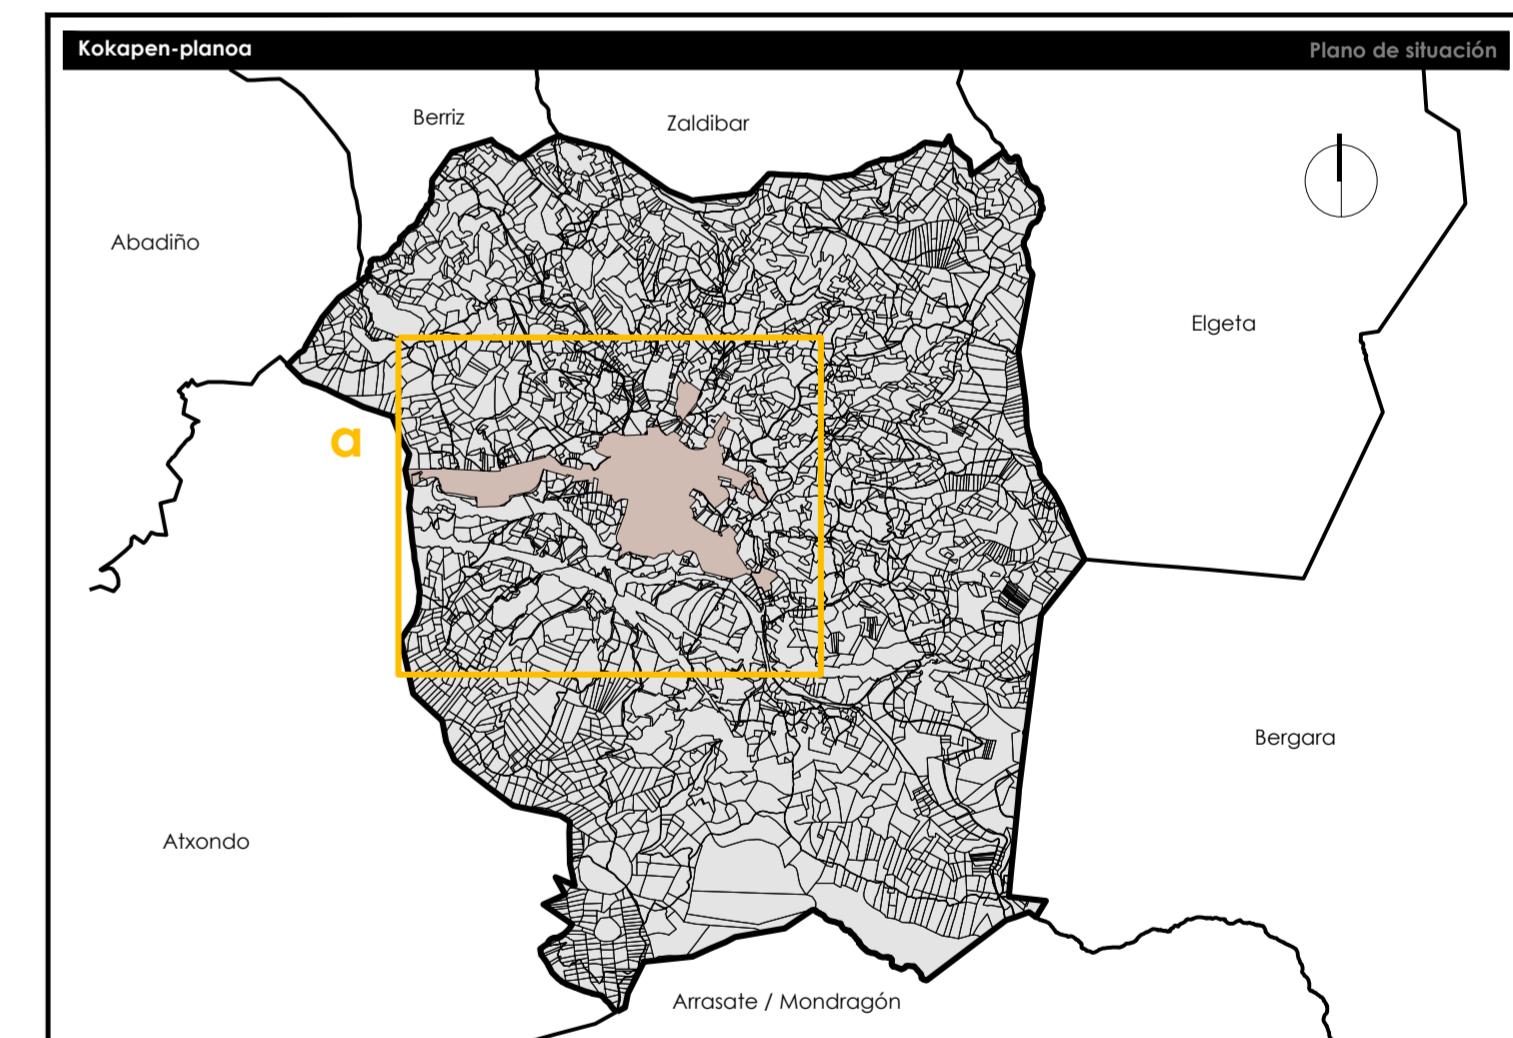 Kokapen-planoa
Plano de situación
Berriz
Zaldibar
Abadiño
Elgeta
a
Bergara
Atxondo
Arrasate / Mondragón